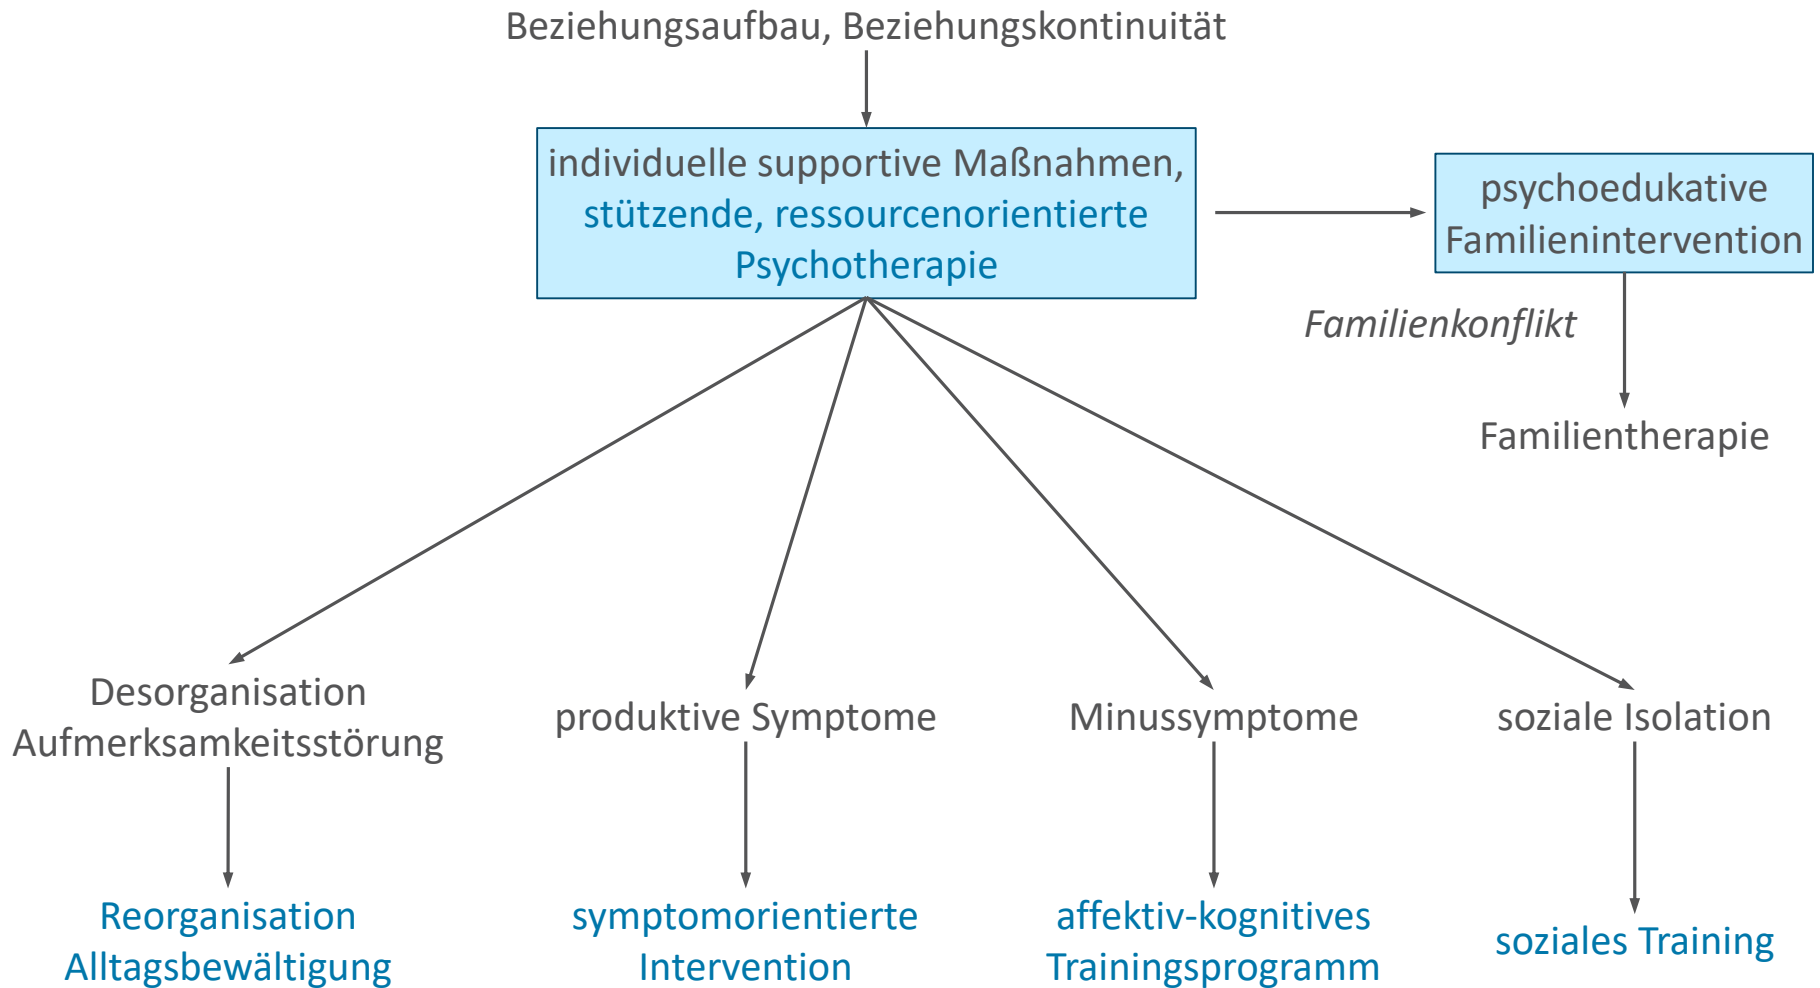 Beziehungsaufbau, Beziehungskontinuität
individuelle supportive Maßnahmen,
stützende, ressourcenorientierte
Psychotherapie
psychoedukative
Familienintervention
Familienkonflikt
Familientherapie
Desorganisation
Aufmerksamkeitsstörung
produktive Symptome
Minussymptome
soziale Isolation
Reorganisation
Alltagsbewältigung
symptomorientierte
Intervention
affektiv-kognitives
Trainingsprogramm
soziales Training